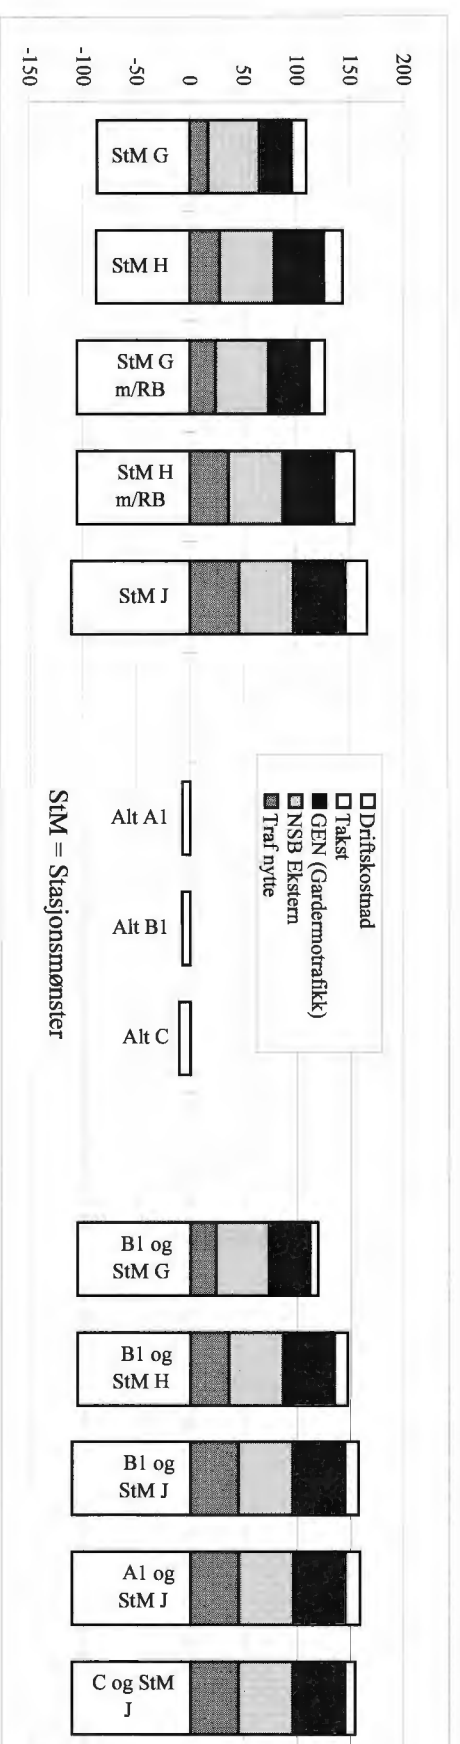 200
150
100
50
0
-50
-100
-150
StM G
StM H
StM G
m/RB
StM H
m/RB
StM J
Alt A1
Alt B1
Alt C
B1 og
StM G
B1 og
StM H
B1 og
StM J
A1 og
StM J
C og StM
J
Driftskostnad
Takst
GEN (Gardermotrafikk)
NSB Ekstern
Traf nytte
StM = Stasjonsmønster